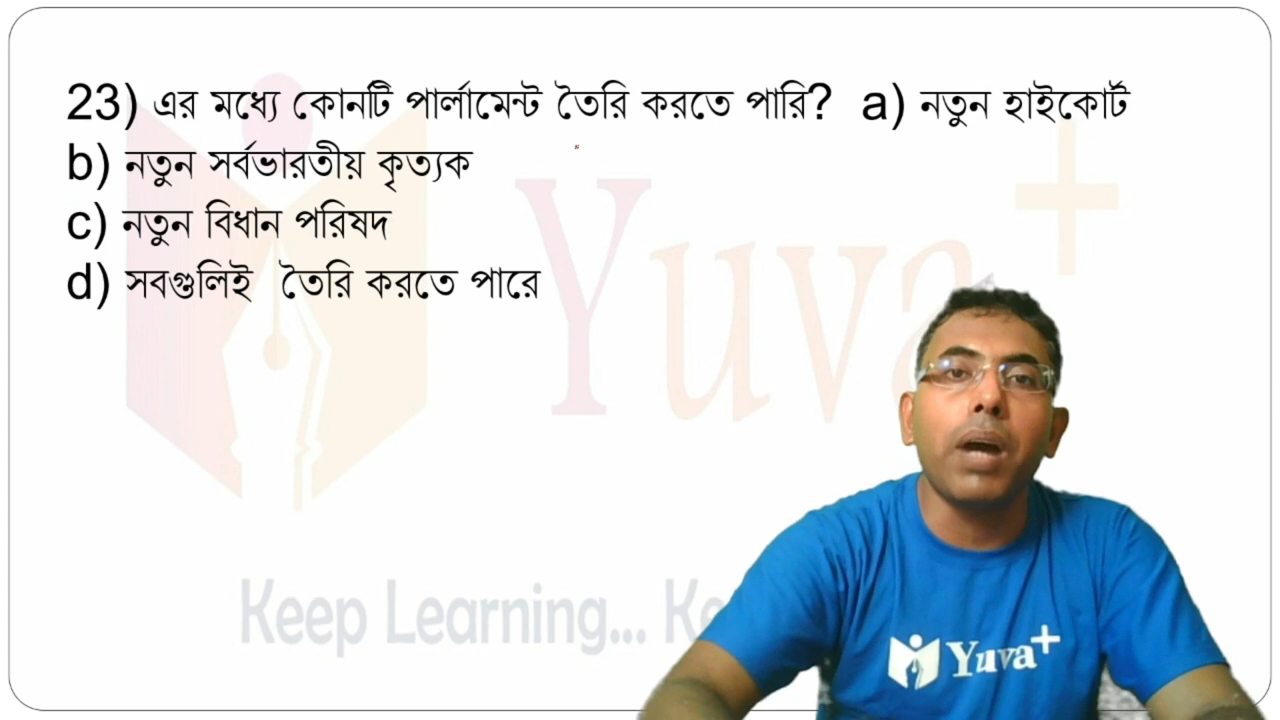 23) এর মধ্যে কোনটি পার্লামেন্ট তৈরি করতে পারি? a) নতুন হাইকোর্ট
b) নতুন সর্বভারতীয় কৃত্যক
c) নতুন বিধান পরিষদ
d) সবগুলিই তৈরি করতে পারে
Yuva+
Keep Learning...
Yuva+